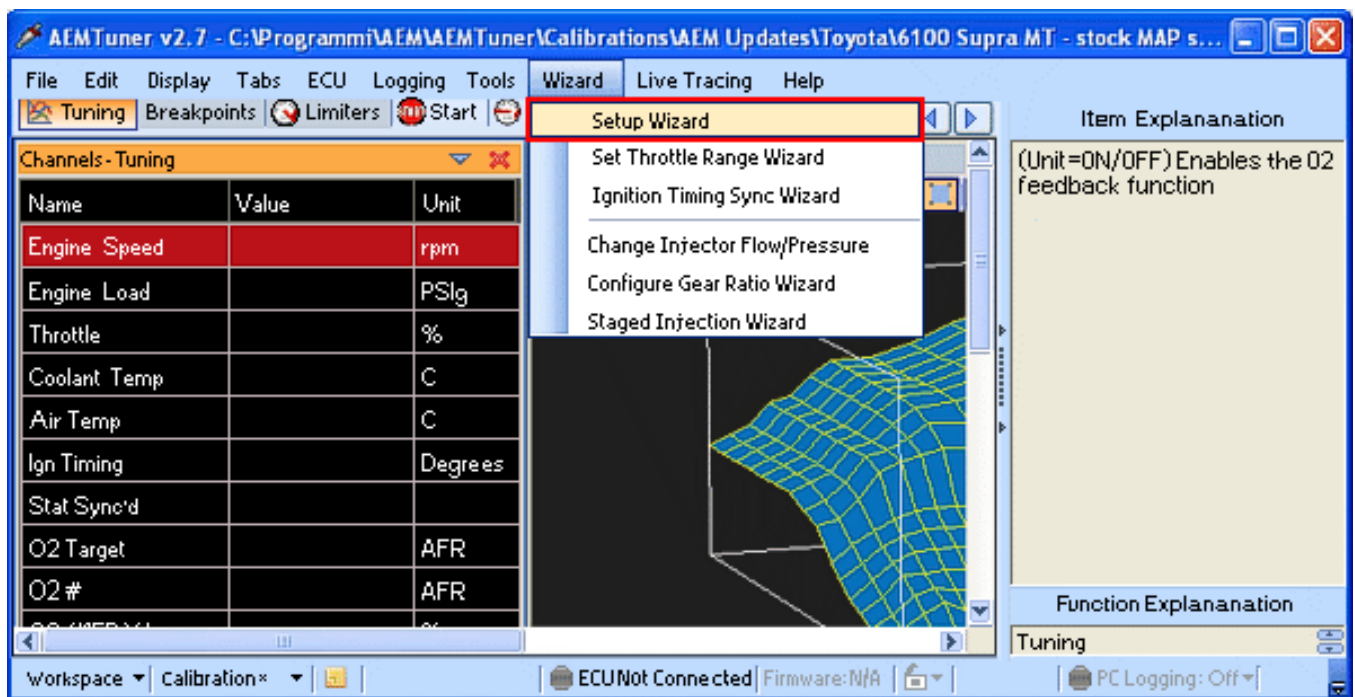 AEMTuner v2.7 - C:\Programmi\AEM\AEMTuner\Calibrations\AEM Updates\Toyota\6100 Supra MT - stock MAP s...
File Edit Display Tabs ECU Logging Tools Wizard Live Tracing Help
Tuning Breakpoints Limiters Start
Setup Wizard
Set Throttle Range Wizard
Ignition Timing Sync Wizard
Change Injector Flow/Pressure
Configure Gear Ratio Wizard
Staged Injection Wizard
Channels - Tuning
Name Value Unit
Engine Speed rpm
Engine Load PSIg
Throttle %
Coolant Temp C
Air Temp C
Ign Timing Degrees
Stat Sync'd
O2 Target AFR
O2 # AFR
Item Explananation
(Unit=ON/OFF) Enables the O2
feedback function
Function Explananation
Tuning
Workspace Calibration* ECU Not Connected Firmware:N/A PC Logging: Off